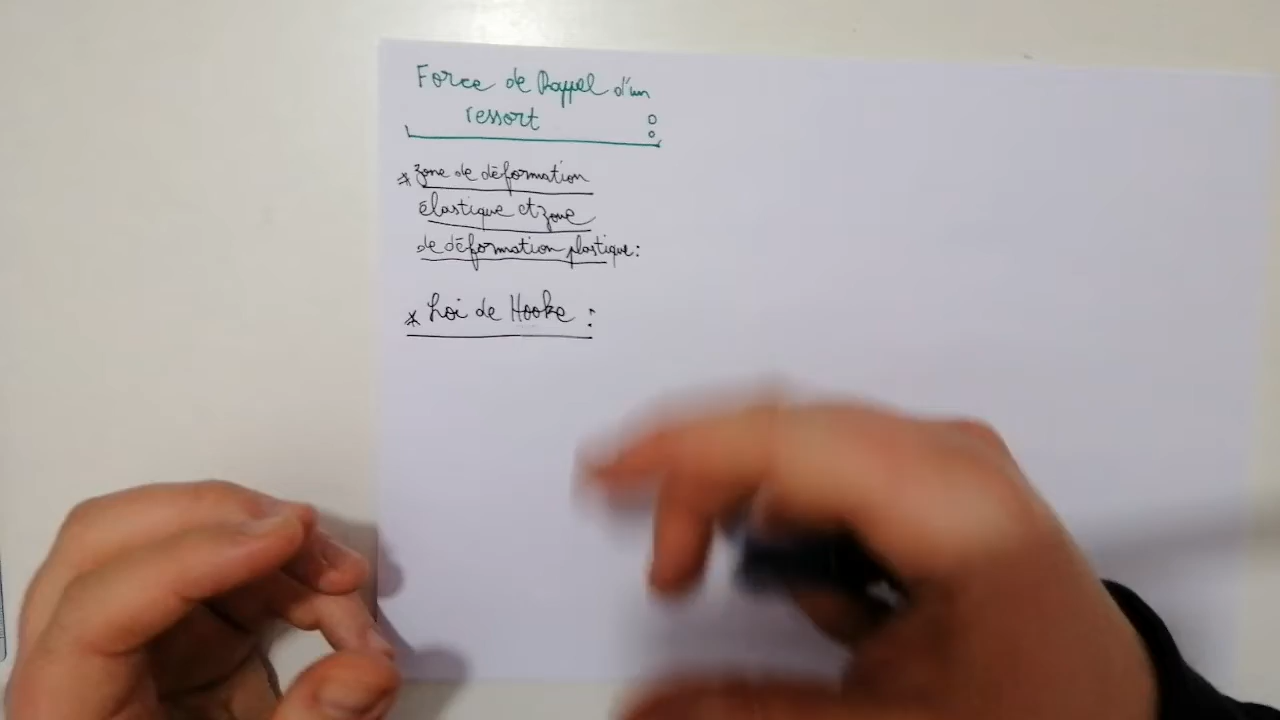 Force de Rappel d'un
ressort :
* zone de déformation
élastique et zone
de déformation plastique :
* Loi de Hooke :